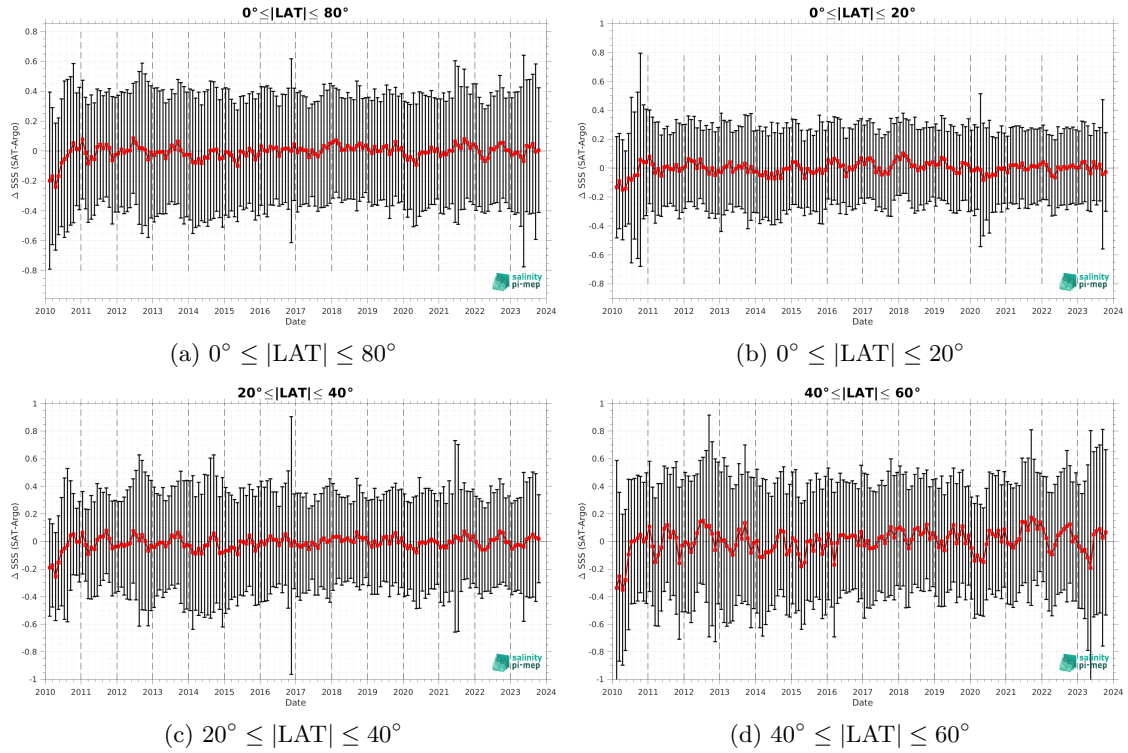 0°≤|LAT|≤ 80°
Δ SSS (SAT-Argo)
0.8
0.6
0.4
0.2
0
-0.2
-0.4
-0.6
-0.8
2010 2011 2012 2013 2014 2015 2016 2017 2018 2019 2020 2021 2022 2023 2024
Date
salinity
pi-mep
(a) 0° ≤ |LAT| ≤ 80°
0°≤|LAT|≤ 20°
Δ SSS (SAT-Argo)
1
0.8
0.6
0.4
0.2
0
-0.2
-0.4
-0.6
-0.8
2010 2011 2012 2013 2014 2015 2016 2017 2018 2019 2020 2021 2022 2023 2024
Date
salinity
pi-mep
(b) 0° ≤ |LAT| ≤ 20°
20°≤|LAT|≤ 40°
Δ SSS (SAT-Argo)
1
0.8
0.6
0.4
0.2
0
-0.2
-0.4
-0.6
-0.8
-1
2010 2011 2012 2013 2014 2015 2016 2017 2018 2019 2020 2021 2022 2023 2024
Date
salinity
pi-mep
(c) 20° ≤ |LAT| ≤ 40°
40°≤|LAT|≤ 60°
Δ SSS (SAT-Argo)
1
0.8
0.6
0.4
0.2
0
-0.2
-0.4
-0.6
-0.8
-1
2010 2011 2012 2013 2014 2015 2016 2017 2018 2019 2020 2021 2022 2023 2024
Date
salinity
pi-mep
(d) 40° ≤ |LAT| ≤ 60°